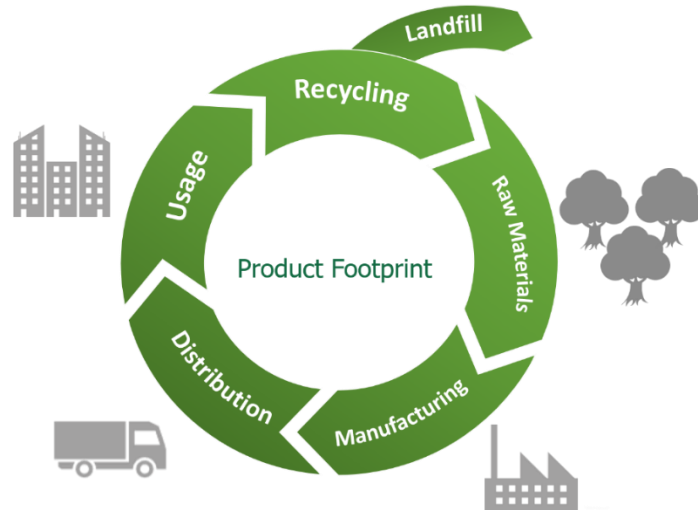 Landfill
Recycling
Raw Materials
Manufacturing
Distribution
Usage
Product Footprint